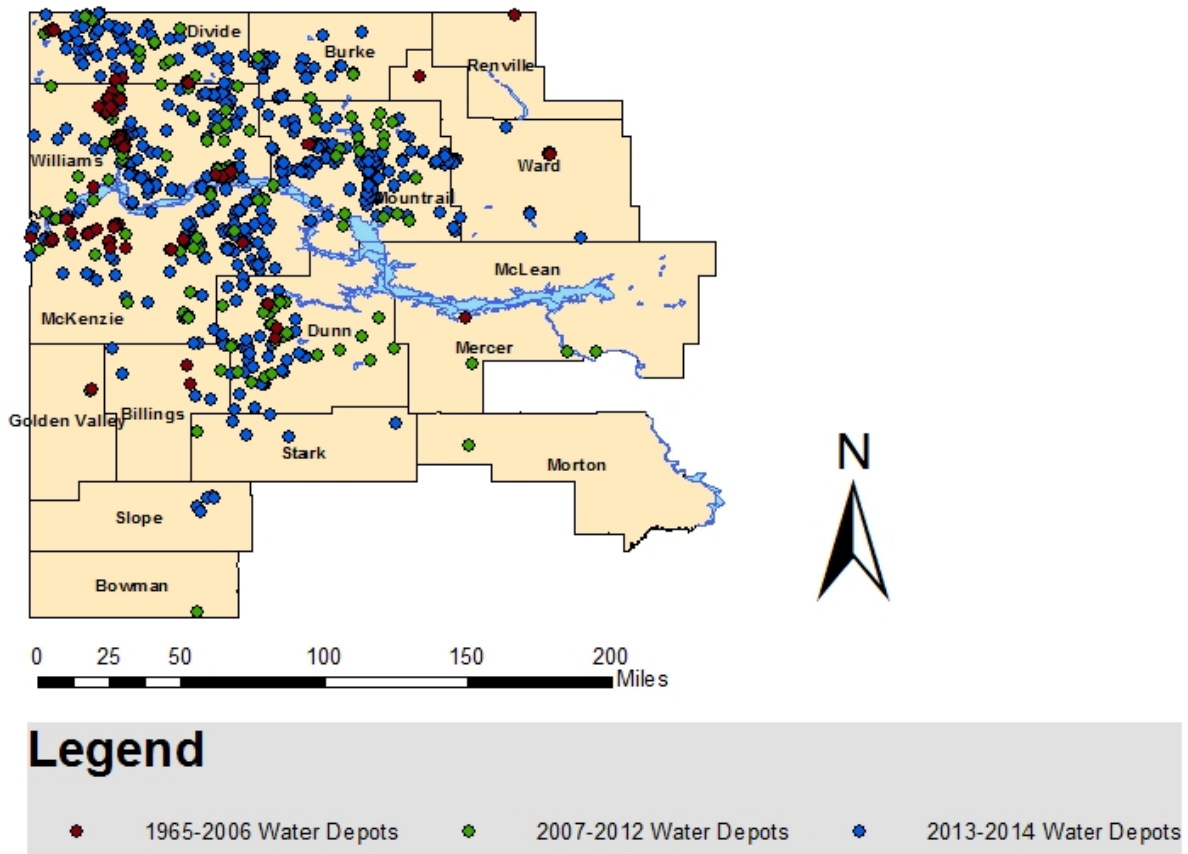 Divide
Burke
Renville
Williams
Ward
Mountrail
McLean
McKenzie
Dunn
Mercer
Golden Valley
Billings
Stark
Morton
Slope
Bowman
N
0 25 50 100 150 200
Miles
Legend
1965-2006 Water Depots 2007-2012 Water Depots 2013-2014 Water Depots